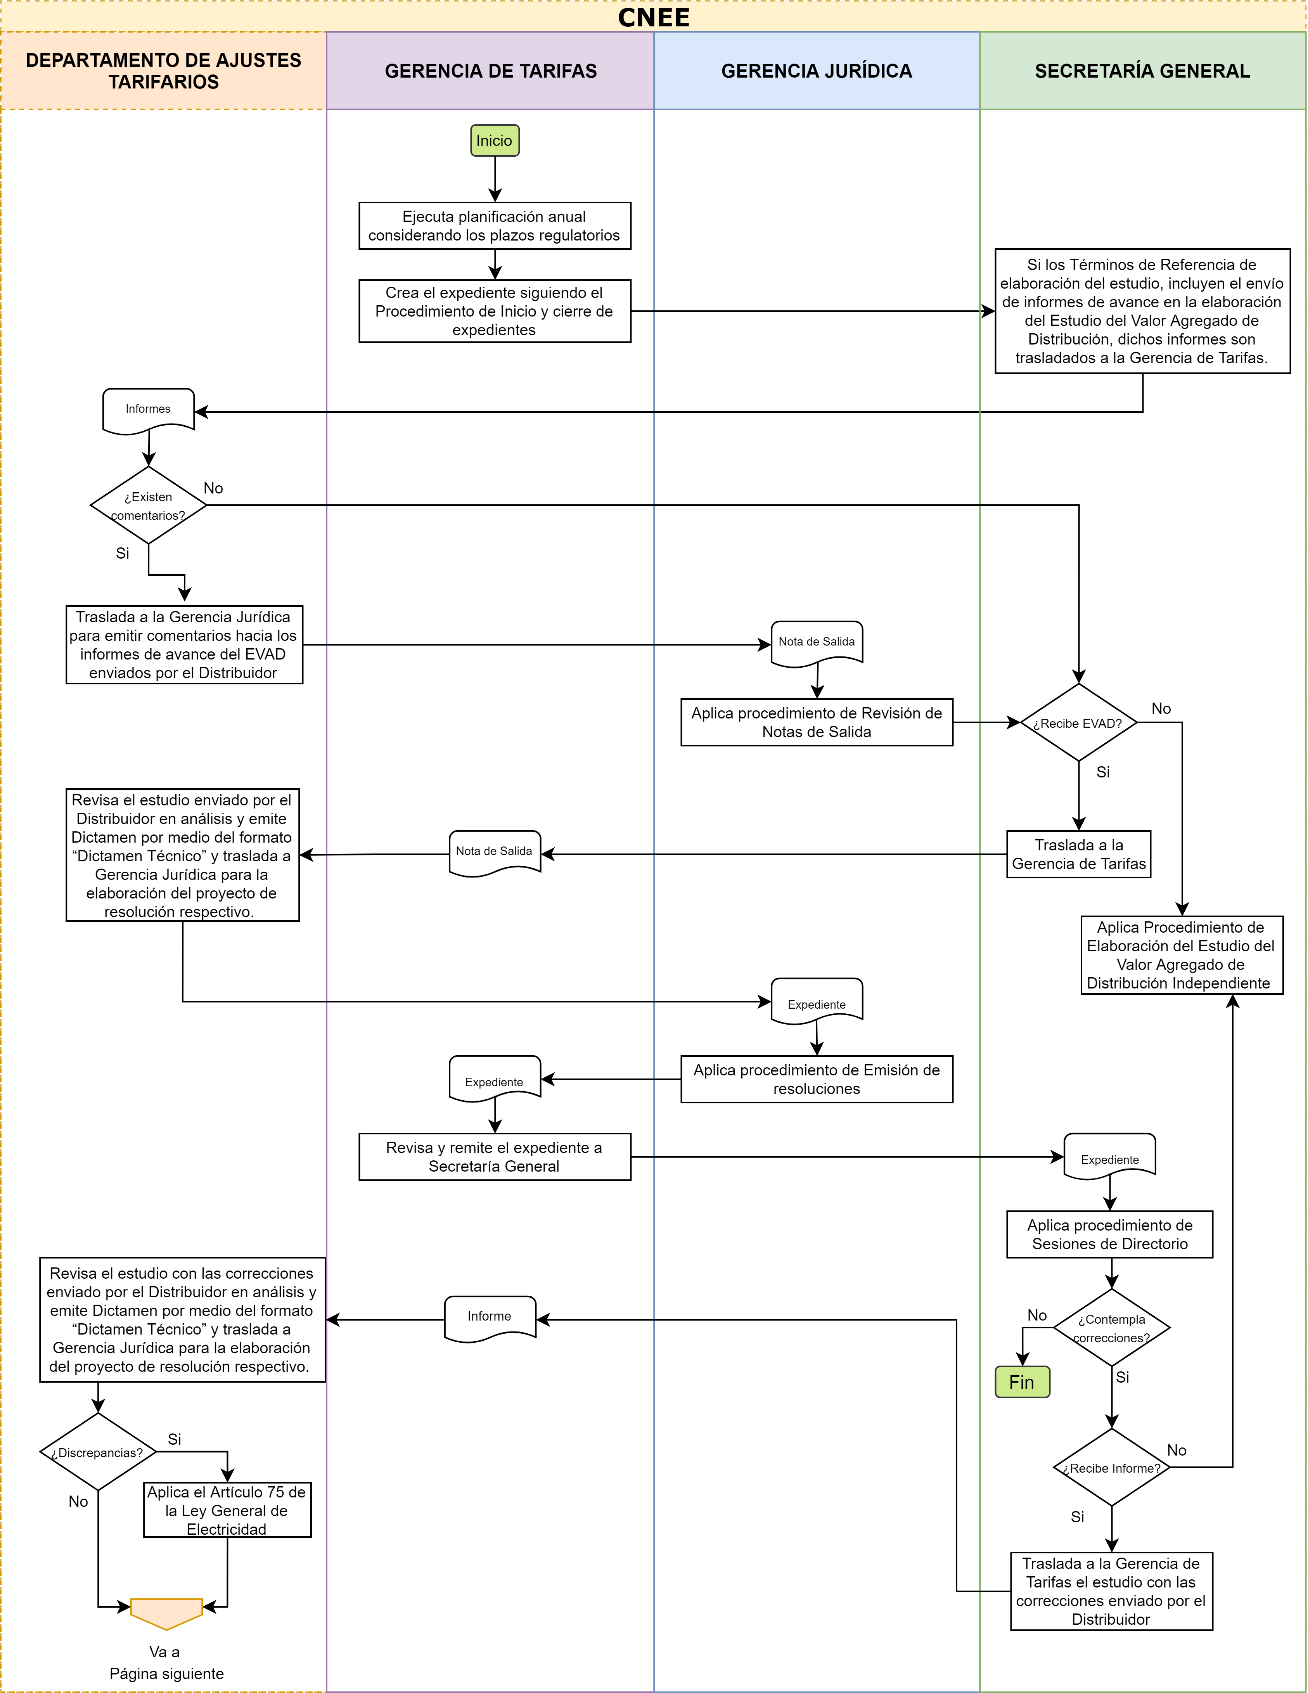 CNEE
DEPARTAMENTO DE AJUSTES
TARIFARIOS
GERENCIA DE TARIFAS
GERENCIA JURÍDICA
SECRETARÍA GENERAL
Inicio
Ejecuta planificación anual
considerando los plazos regulatorios
Crea el expediente siguiendo el
Procedimiento de Inicio y cierre de
expedientes
Si los Términos de Referencia de
elaboración del estudio, incluyen el envío
de informes de avance en la elaboración
del Estudio del Valor Agregado de
Distribución, dichos informes son
trasladados a la Gerencia de Tarifas.
Informes
¿Existen
comentarios?
No
Si
Traslada a la Gerencia Jurídica
para emitir comentarios hacia los
informes de avance del EVAD
enviados por el Distribuidor
Nota de Salida
Aplica procedimiento de Revisión de
Notas de Salida
¿Recibe EVAD?
No
Si
Revisa el estudio enviado por el
Distribuidor en análisis y emite
Dictamen por medio del formato
“Dictamen Técnico” y traslada a
Gerencia Jurídica para la
elaboración del proyecto de
resolución respectivo.
Nota de Salida
Traslada a la
Gerencia de Tarifas
Aplica Procedimiento de
Elaboración del Estudio del
Valor Agregado de
Distribución Independiente
Expediente
Aplica procedimiento de Emisión de
resoluciones
Expediente
Revisa y remite el expediente a
Secretaría General
Expediente
Aplica procedimiento de
Sesiones de Directorio
Revisa el estudio con las correcciones
enviado por el Distribuidor en análisis y
emite Dictamen por medio del formato
“Dictamen Técnico” y traslada a
Gerencia Jurídica para la elaboración
del proyecto de resolución respectivo.
Informe
¿Contempla
correcciones?
No
Fin
Si
¿Discrepancias?
Si
No
Aplica el Artículo 75 de
la Ley General de
Electricidad
¿Recibe Informe?
No
Si
Traslada a la Gerencia de
Tarifas el estudio con las
correcciones enviado por el
Distribuidor
Va a
Página siguiente